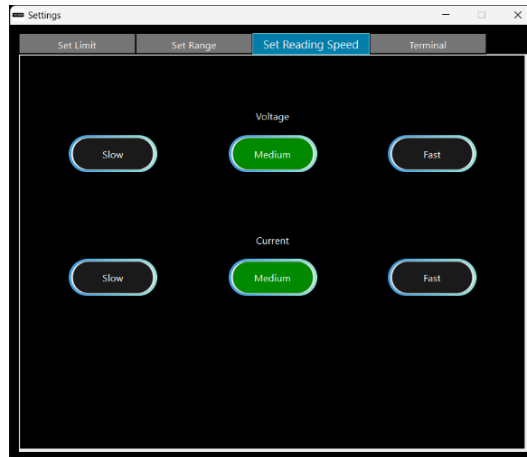 Settings
Set Limit Set Range Set Reading Speed Terminal
Voltage
Slow Medium Fast
Current
Slow Medium Fast